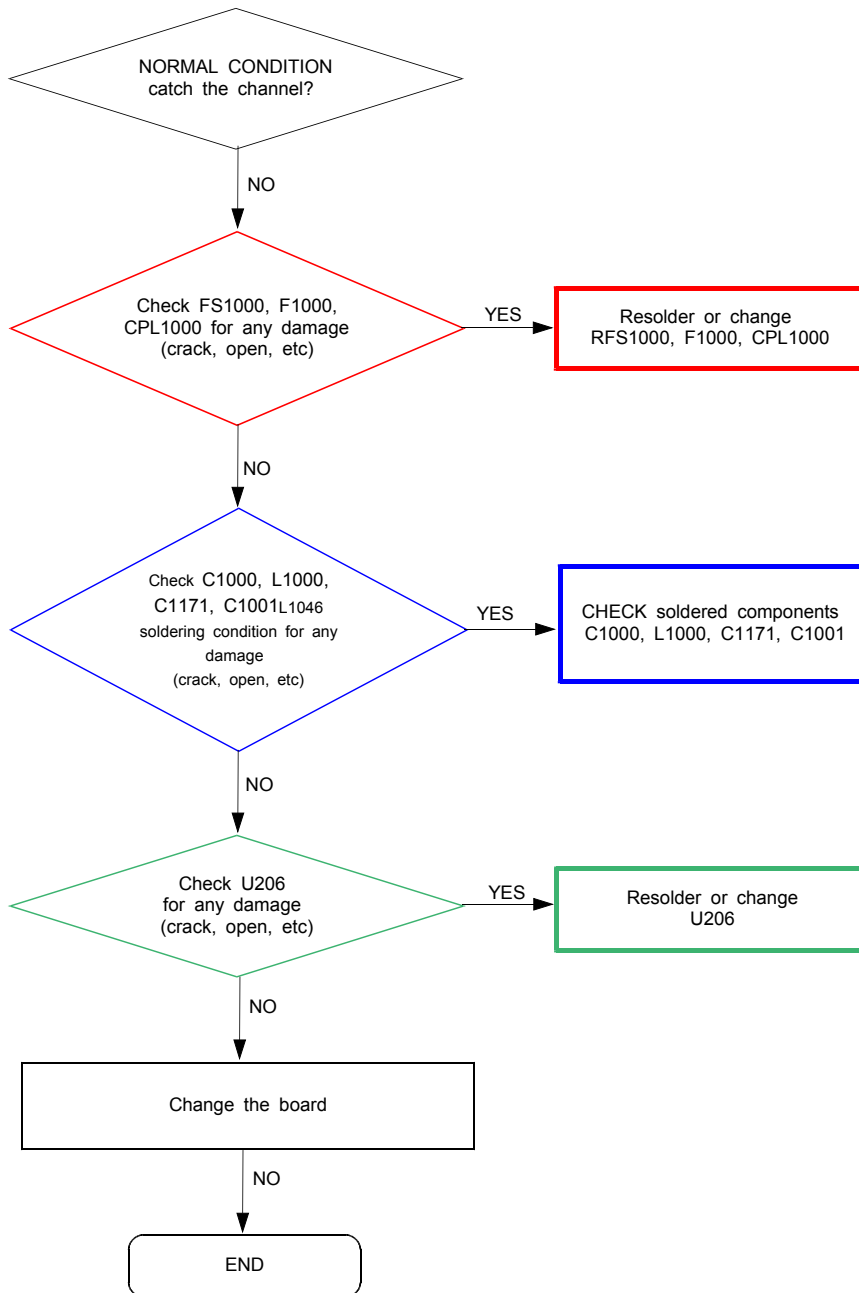 NORMAL CONDITION
catch the channel?
NO
Check FS1000, F1000,
CPL1000 for any damage
(crack, open, etc)
YES
Resolder or change
RFS1000, F1000, CPL1000
NO
Check C1000, L1000,
C1171, C1001L1046
soldering condition for any
damage
(crack, open, etc)
YES
CHECK soldered components
C1000, L1000, C1171, C1001
NO
Check U206
for any damage
(crack, open, etc)
YES
Resolder or change
U206
NO
Change the board
NO
END